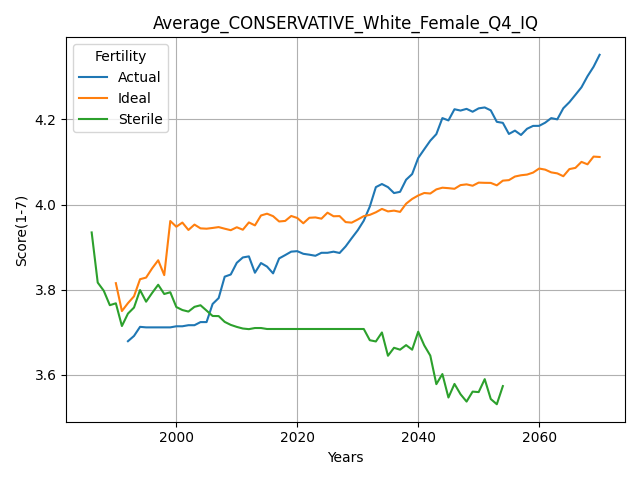 Average_CONSERVATIVE_White_Female_Q4_IQ
Fertility
Actual
Ideal
Sterile
Score(1-7)
4.2
4.0
3.8
3.6
2000 2020 2040 2060
Years